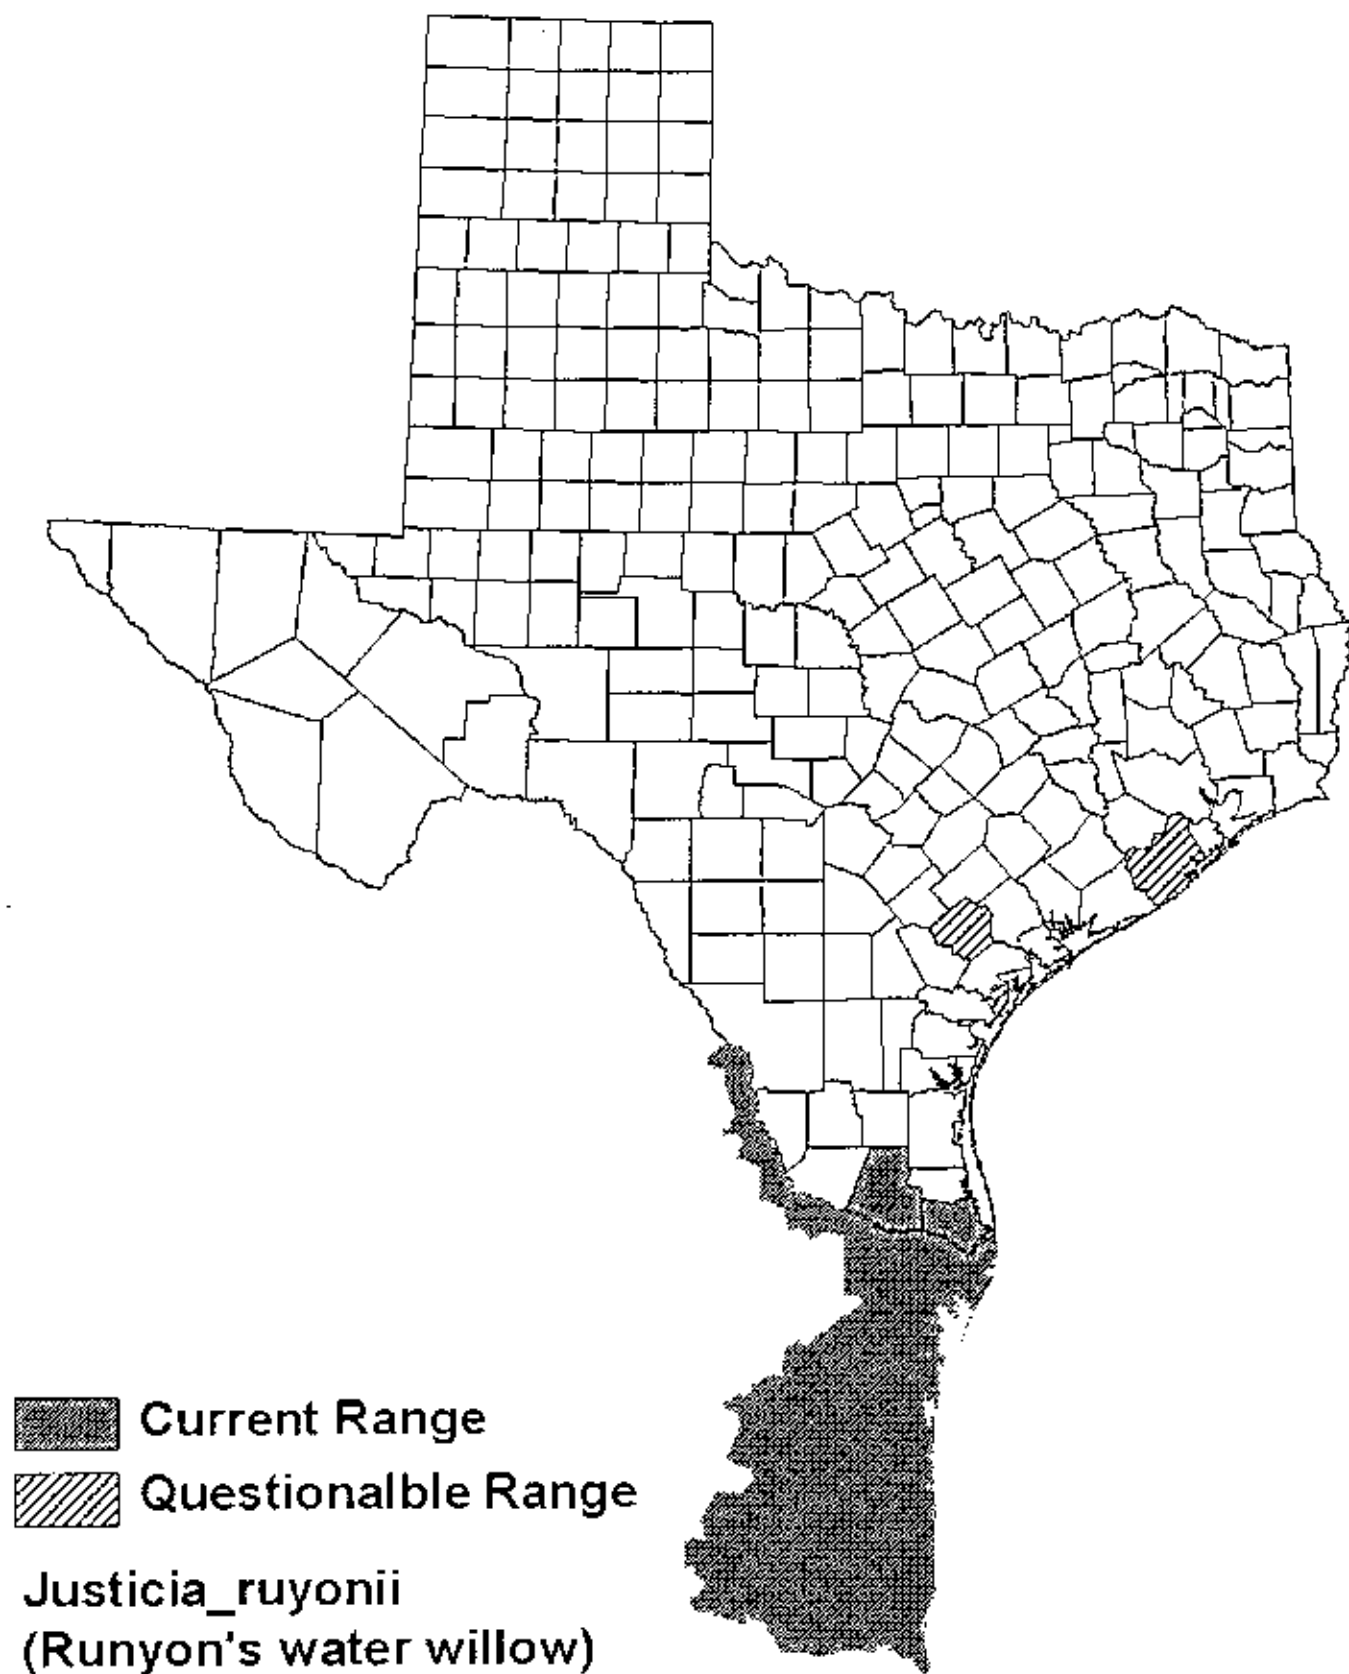 Current Range
Questionalble Range
Justicia_ruyonii
(Runyon's water willow)